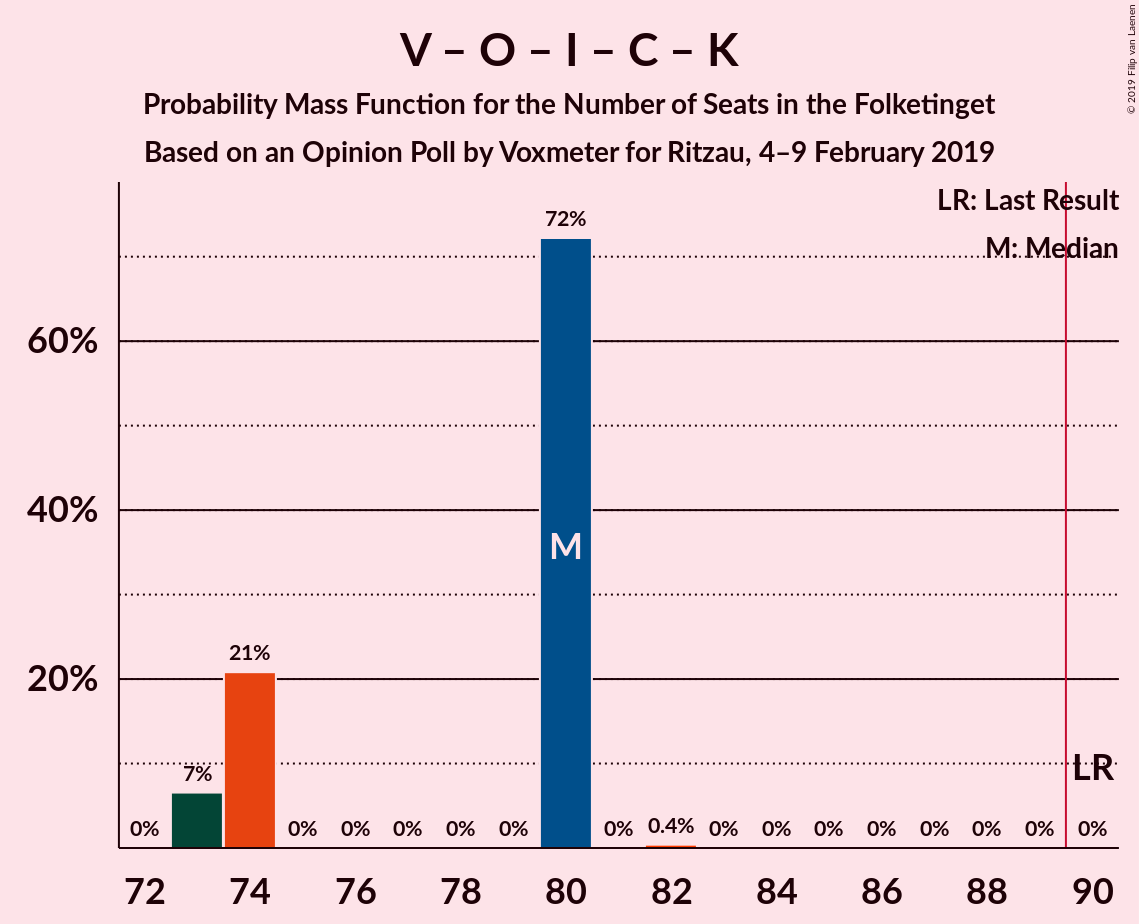 V – O – I – C – K
Probability Mass Function for the Number of Seats in the Folketinget
Based on an Opinion Poll by Voxmeter for Ritzau, 4–9 February 2019
© 2019 Filip van Laenen
LR: Last Result
M: Median
72%
60%
40%
M
21%
20%
LR
7%
0% 0% 0% 0% 0% 0% 0% 0.4% 0% 0% 0% 0% 0% 0% 0% 0%
72 74 76 78 80 82 84 86 88 90